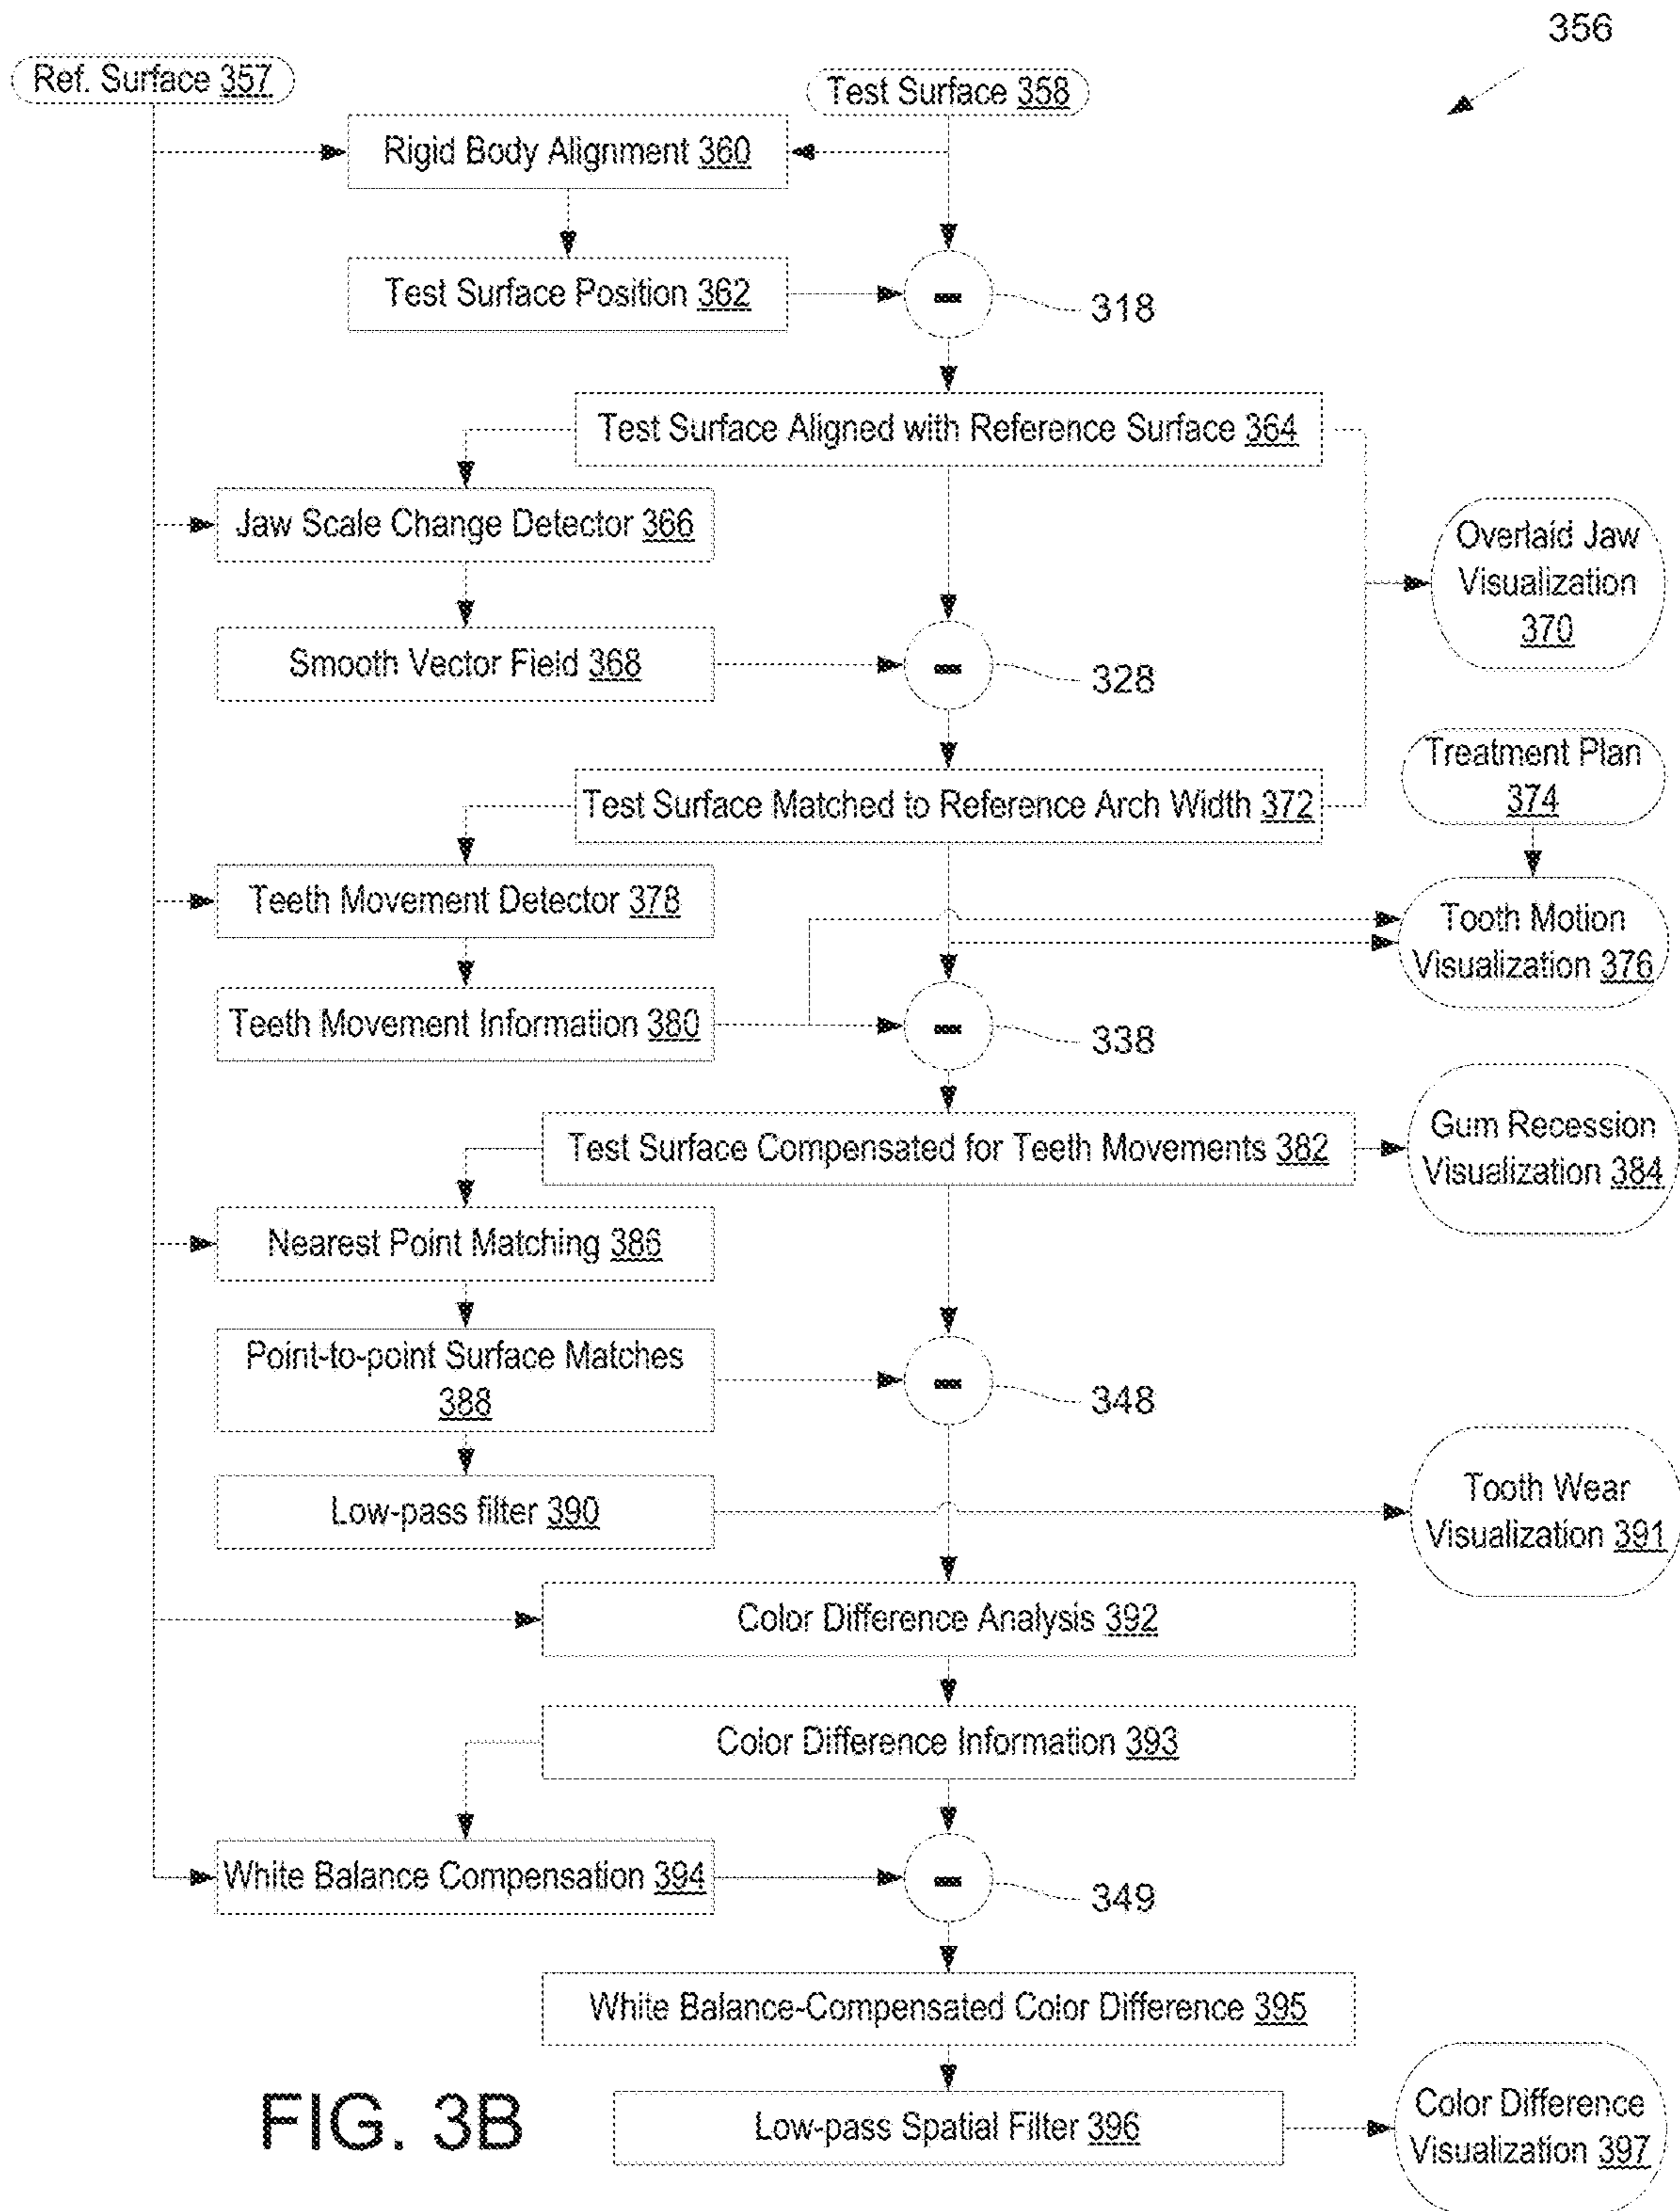 356
Ref. Surface 357
Test Surface 358
Rigid Body Alignment 360
Test Surface Position 362
-
318
Test Surface Aligned with Reference Surface 364
Jaw Scale Change Detector 366
Overlaid Jaw
Visualization
370
Smooth Vector Field 368
-
328
Treatment Plan
374
Test Surface Matched to Reference Arch Width 372
Teeth Movement Detector 378
Tooth Motion
Visualization 376
Teeth Movement Information 380
-
338
Test Surface Compensated for Teeth Movements 382
Gum Recession
Visualization 384
Nearest Point Matching 386
Point-to-point Surface Matches
388
-
348
Low-pass filter 390
Tooth Wear
Visualization 391
Color Difference Analysis 392
Color Difference Information 393
White Balance Compensation 394
-
349
White Balance-Compensated Color Difference 395
Low-pass Spatial Filter 396
Color Difference
Visualization 397
FIG. 3B